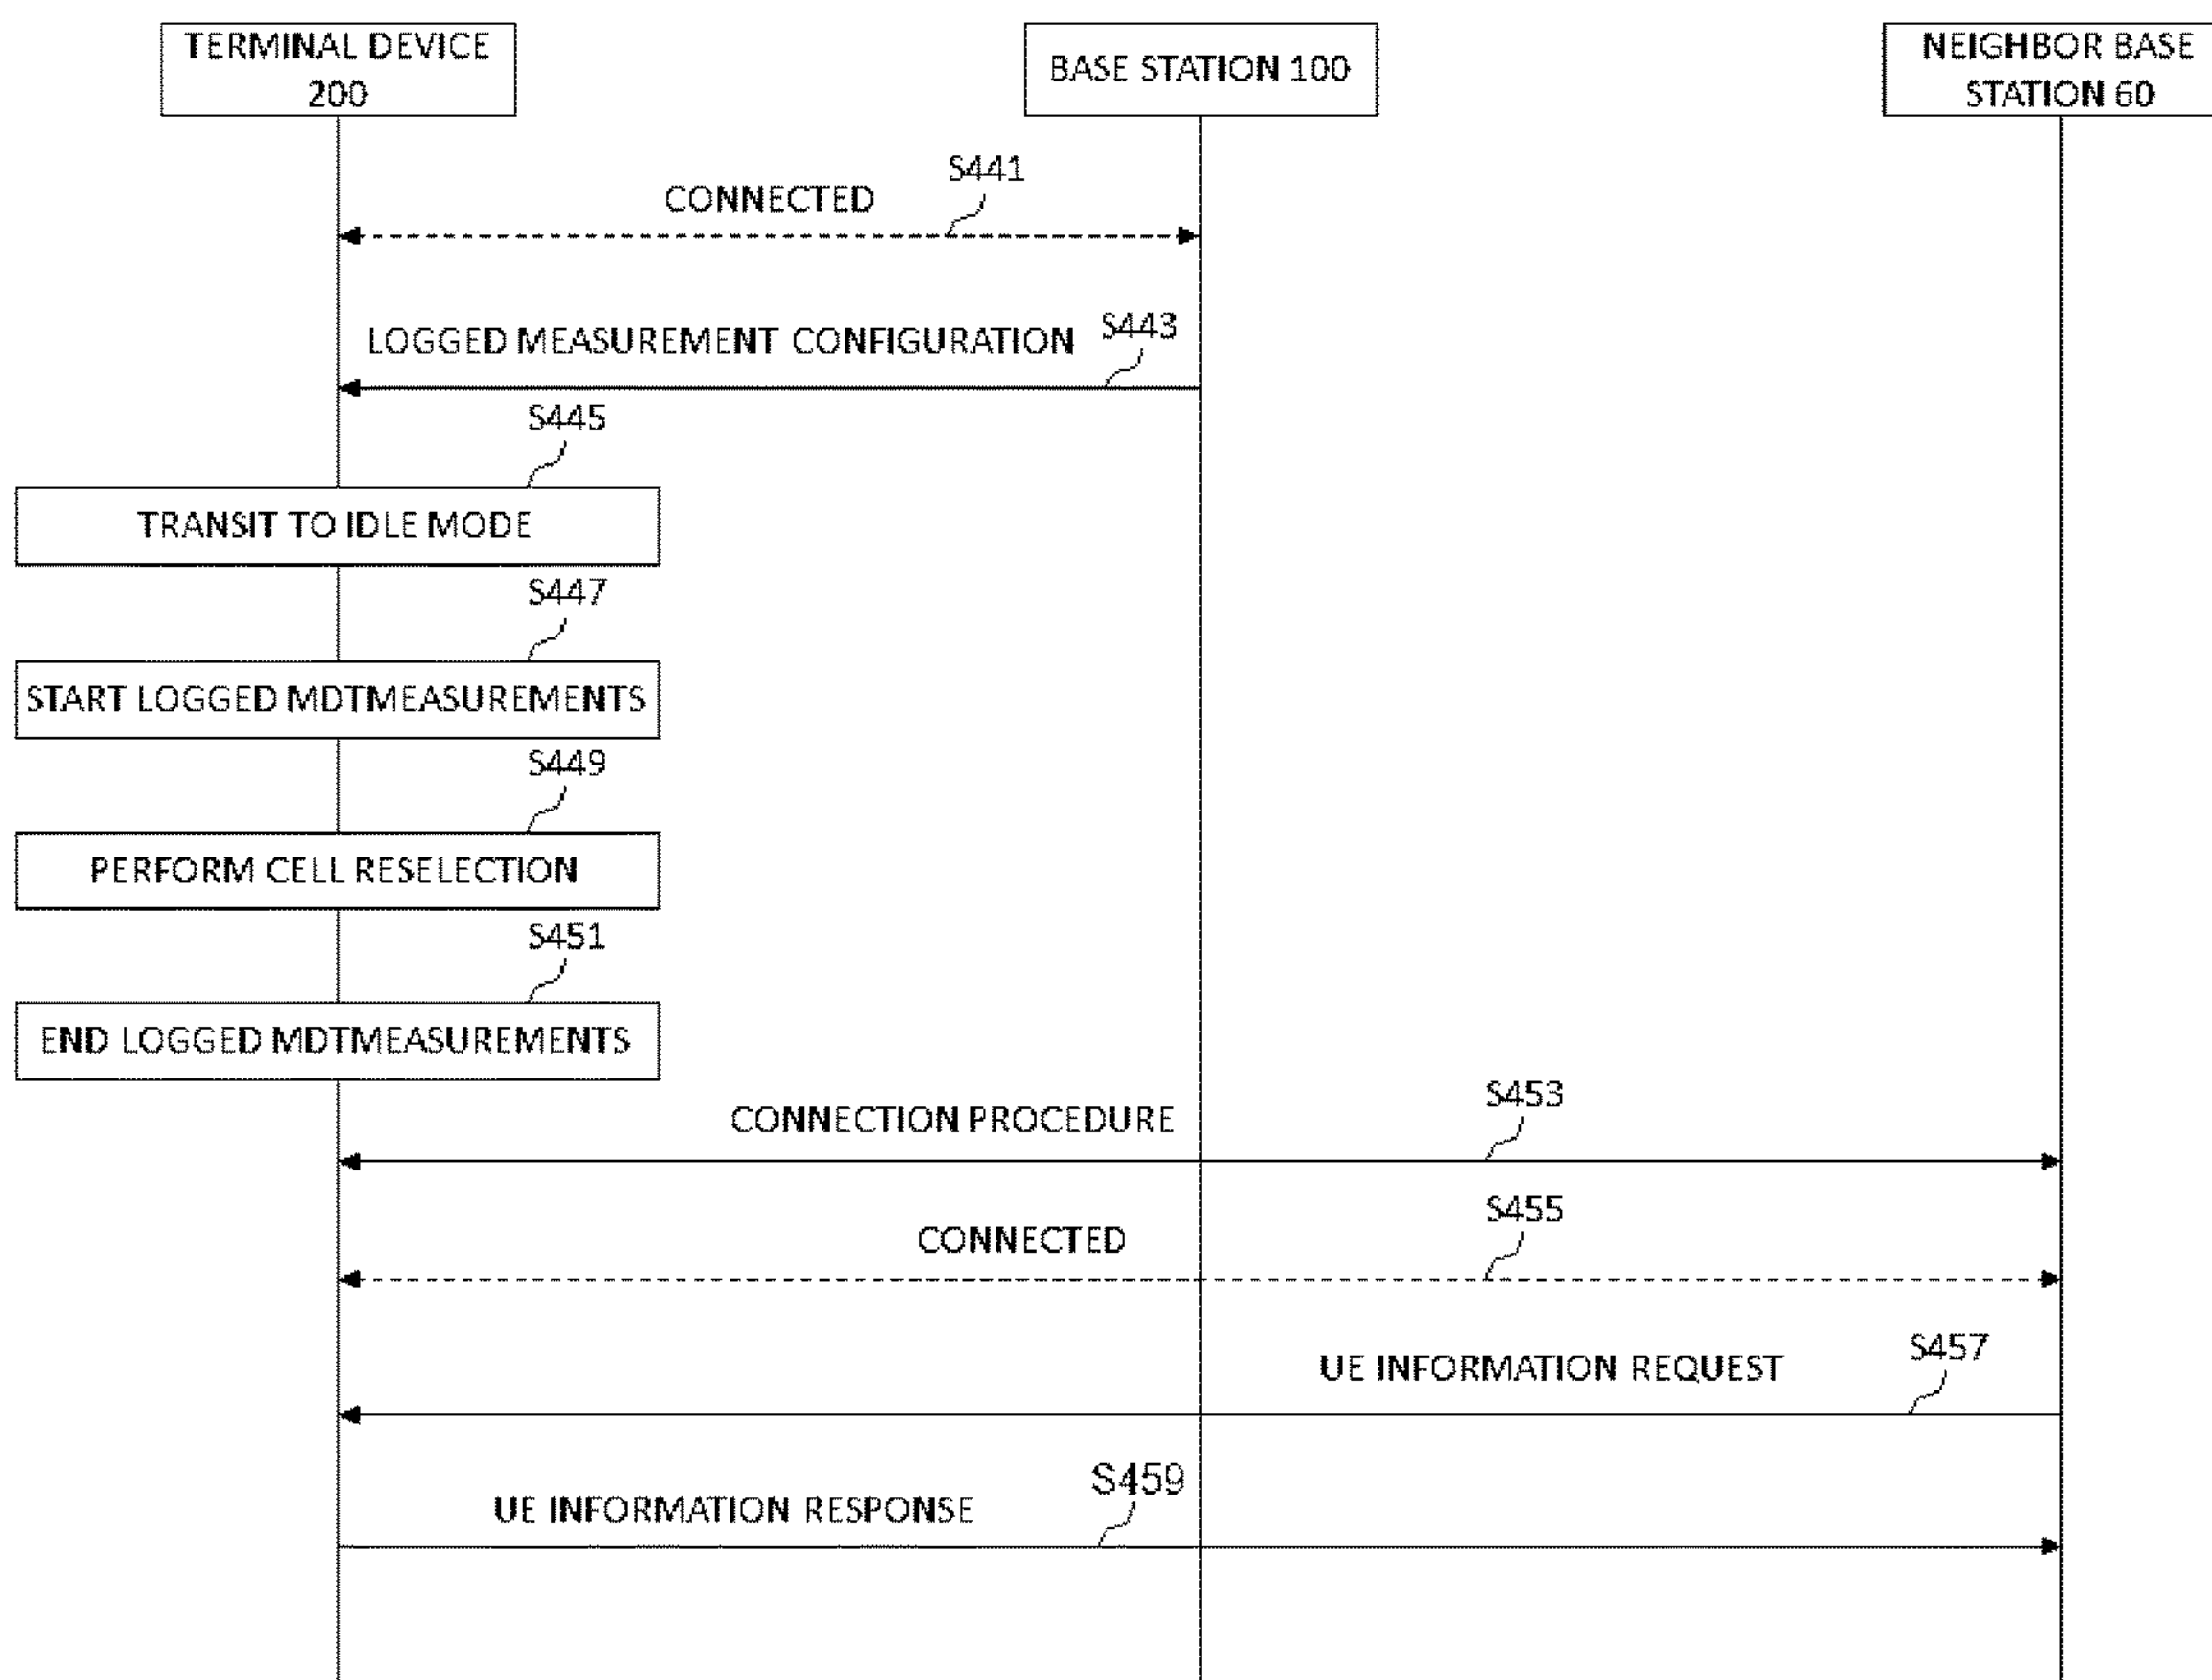 TERMINAL DEVICE
200
BASE STATION 100
NEIGHBOR BASE
STATION 60
S441
CONNECTED
S443
LOGGED MEASUREMENT CONFIGURATION
S445
TRANSIT TO IDLE MODE
S447
START LOGGED MDTMEASUREMENTS
S449
PERFORM CELL RESELECTION
S451
END LOGGED MDTMEASUREMENTS
S453
CONNECTION PROCEDURE
S455
CONNECTED
S457
UE INFORMATION REQUEST
S459
UE INFORMATION RESPONSE